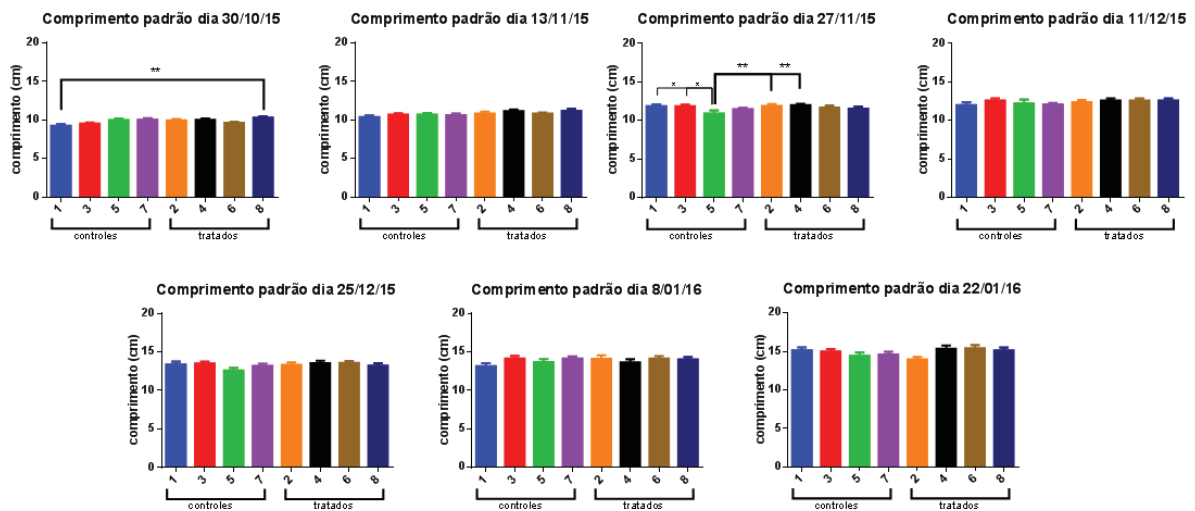 Comprimento padrão dia 30/10/15
comprimento (cm)
20
15
10
5
0
**
1 3 5 7 2 4 6 8
controles tratados
Comprimento padrão dia 13/11/15
comprimento (cm)
20
15
10
5
0
1 3 5 7 2 4 6 8
controles tratados
Comprimento padrão dia 27/11/15
comprimento (cm)
20
15
10
5
0
* * ** **
1 3 5 7 2 4 6 8
controles tratados
Comprimento padrão dia 11/12/15
comprimento (cm)
20
15
10
5
0
1 3 5 7 2 4 6 8
controles tratados
Comprimento padrão dia 25/12/15
comprimento (cm)
20
15
10
5
0
1 3 5 7 2 4 6 8
controles tratados
Comprimento padrão dia 8/01/16
comprimento (cm)
20
15
10
5
0
1 3 5 7 2 4 6 8
controles tratados
Comprimento padrão dia 22/01/16
comprimento (cm)
20
15
10
5
0
1 3 5 7 2 4 6 8
controles tratados